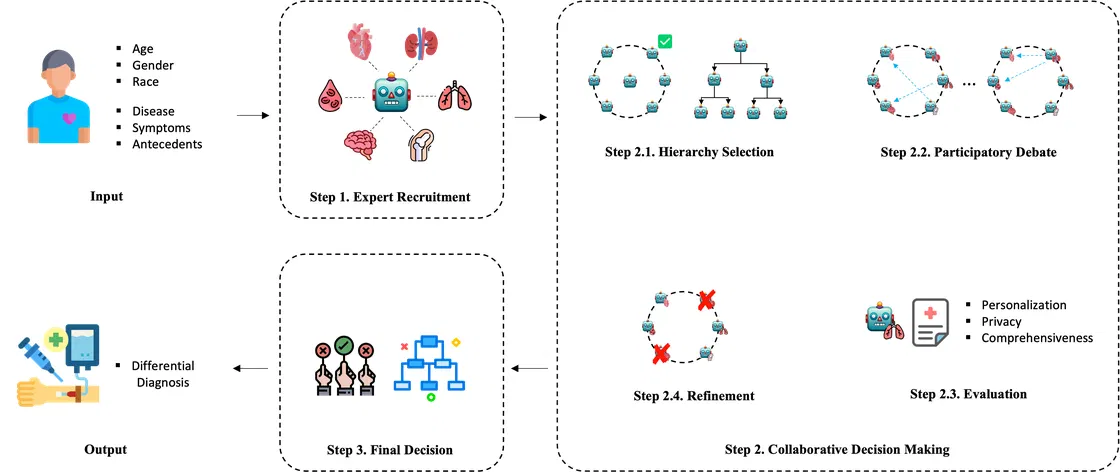 Age
Gender
Race
Disease
Symptoms
Antecedents
Input
Step 1. Expert Recruitment
Step 2.1. Hierarchy Selection
Step 2.2. Participatory Debate
Personalization
Privacy
Comprehensiveness
Step 2.3. Evaluation
Step 2.4. Refinement
Step 2. Collaborative Decision Making
Step 3. Final Decision
Differential
Diagnosis
Output